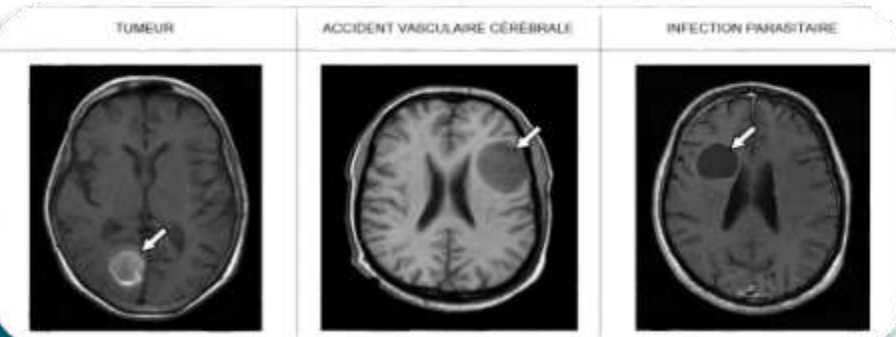 TUMEUR
ACCIDENT VASCULAIRE CÉRÉBRALE
INFECTION PARASITAIRE